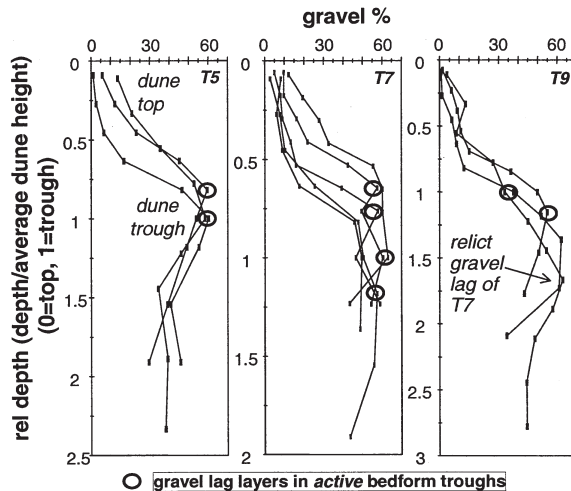 gravel %
0 30 60
0 30 60
0 30 60
T5
T7
T9
dune
top
dune
trough
relict
gravel
lag of
T7
rel depth (depth/average dune height)
(0=top, 1=trough)
0
0.5
1
1.5
2
2.5
0
0.5
1
1.5
2
0
0.5
1
1.5
2
2.5
3
gravel lag layers in active bedform troughs